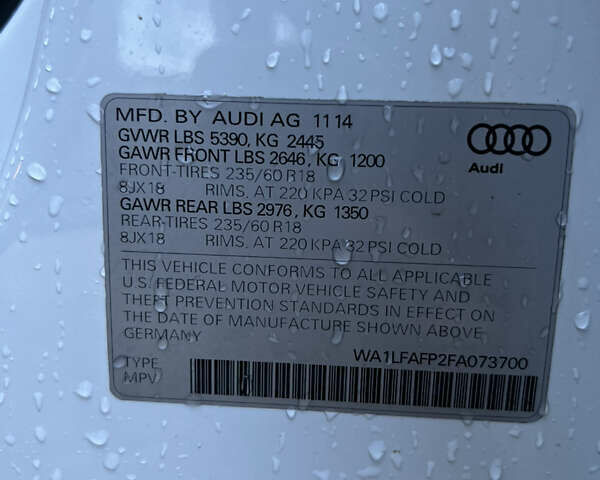 MFD. BY AUDI AG 11 14
GVWR LBS 5390, KG 2445
GAWR FRONT LBS 2646, KG 1200
FRONT-TIRES 235/60 R18
8JX18 RIMS, AT 220 KPA 32 PSI COLD
GAWR REAR LBS 2976, KG 1350
REAR-TIRES 235/60 R18
8JX18 RIMS, AT 220 KPA 32 PSI COLD
Audi
THIS VEHICLE CONFORMS TO ALL APPLICABLE
U.S. FEDERAL MOTOR VEHICLE SAFETY AND
THEFT PREVENTION STANDARDS IN EFFECT ON
THE DATE OF MANUFACTURE SHOWN ABOVE
GERMANY
WA1LFAFP2FA073700
TYPE
MPV